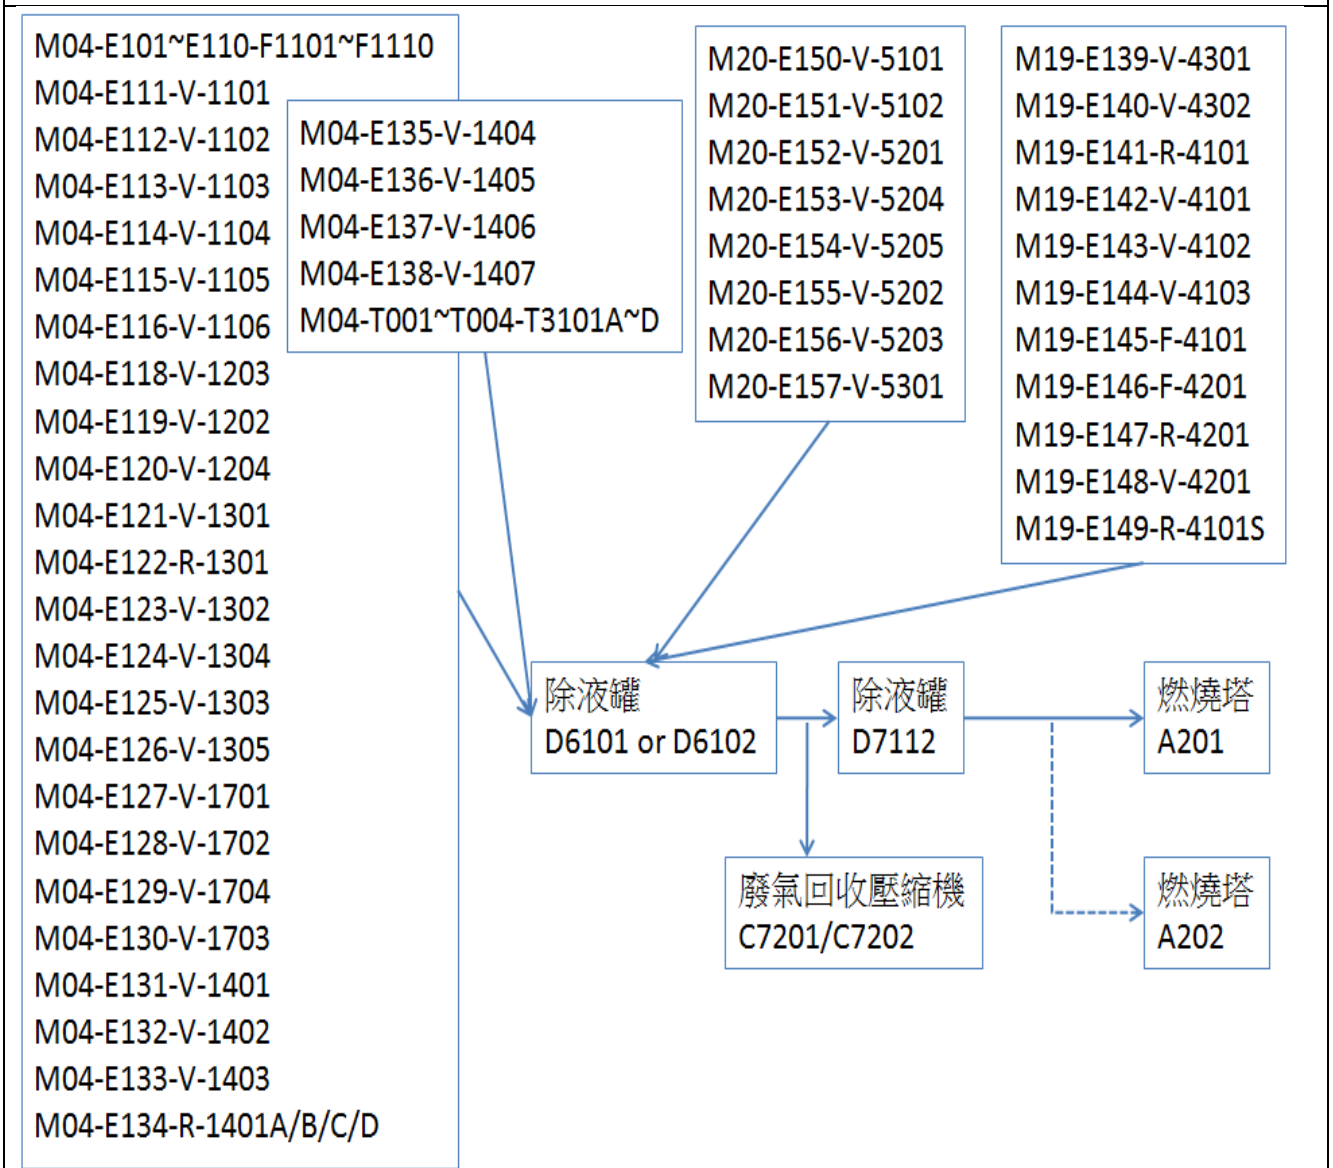 M04-E101~E110-F1101~F1110
M04-E111-V-1101
M04-E112-V-1102
M04-E113-V-1103
M04-E114-V-1104
M04-E115-V-1105
M04-E116-V-1106
M04-E118-V-1203
M04-E119-V-1202
M04-E120-V-1204
M04-E121-V-1301
M04-E122-R-1301
M04-E123-V-1302
M04-E124-V-1304
M04-E125-V-1303
M04-E126-V-1305
M04-E127-V-1701
M04-E128-V-1702
M04-E129-V-1704
M04-E130-V-1703
M04-E131-V-1401
M04-E132-V-1402
M04-E133-V-1403
M04-E134-R-1401A/B/C/D
M04-E135-V-1404
M04-E136-V-1405
M04-E137-V-1406
M04-E138-V-1407
M04-T001~T004-T3101A~D
M20-E150-V-5101
M20-E151-V-5102
M20-E152-V-5201
M20-E153-V-5204
M20-E154-V-5205
M20-E155-V-5202
M20-E156-V-5203
M20-E157-V-5301
M19-E139-V-4301
M19-E140-V-4302
M19-E141-R-4101
M19-E142-V-4101
M19-E143-V-4102
M19-E144-V-4103
M19-E145-F-4101
M19-E146-F-4201
M19-E147-R-4201
M19-E148-V-4201
M19-E149-R-4101S
除液罐
D6101 or D6102
除液罐
D7112
燃燒塔
A201
廢氣回收壓縮機
C7201/C7202
燃燒塔
A202